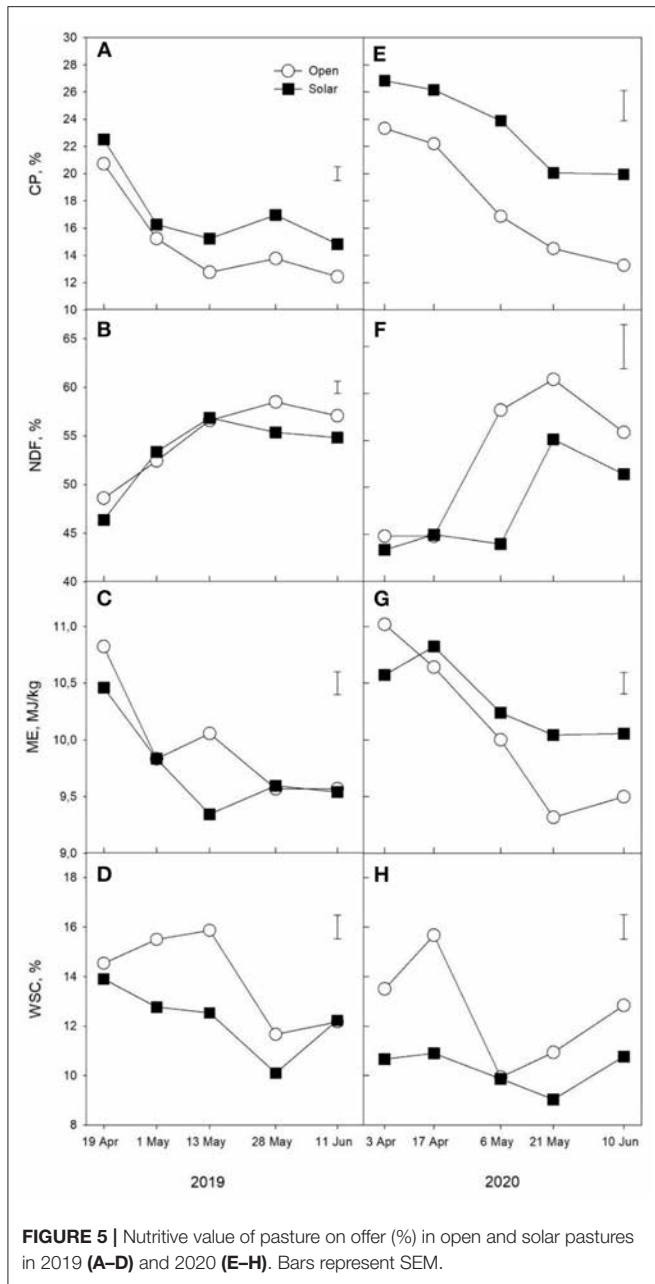 A
E
Open
Solar
CP, %
30
28
26
24
22
20
18
16
14
12
10
B
F
NDF, %
65
60
55
50
45
40
C
G
ME, MJ/kg
11,0
10,5
10,0
9,5
9,0
D
H
WSC, %
18
16
14
12
10
8
19 Apr 1 May 13 May 28 May 11 Jun 3 Apr 17 Apr 6 May 21 May 10 Jun
2019 2020
FIGURE 5 | Nutritive value of pasture on offer (%) in open and solar pastures
in 2019 (A–D) and 2020 (E–H). Bars represent SEM.